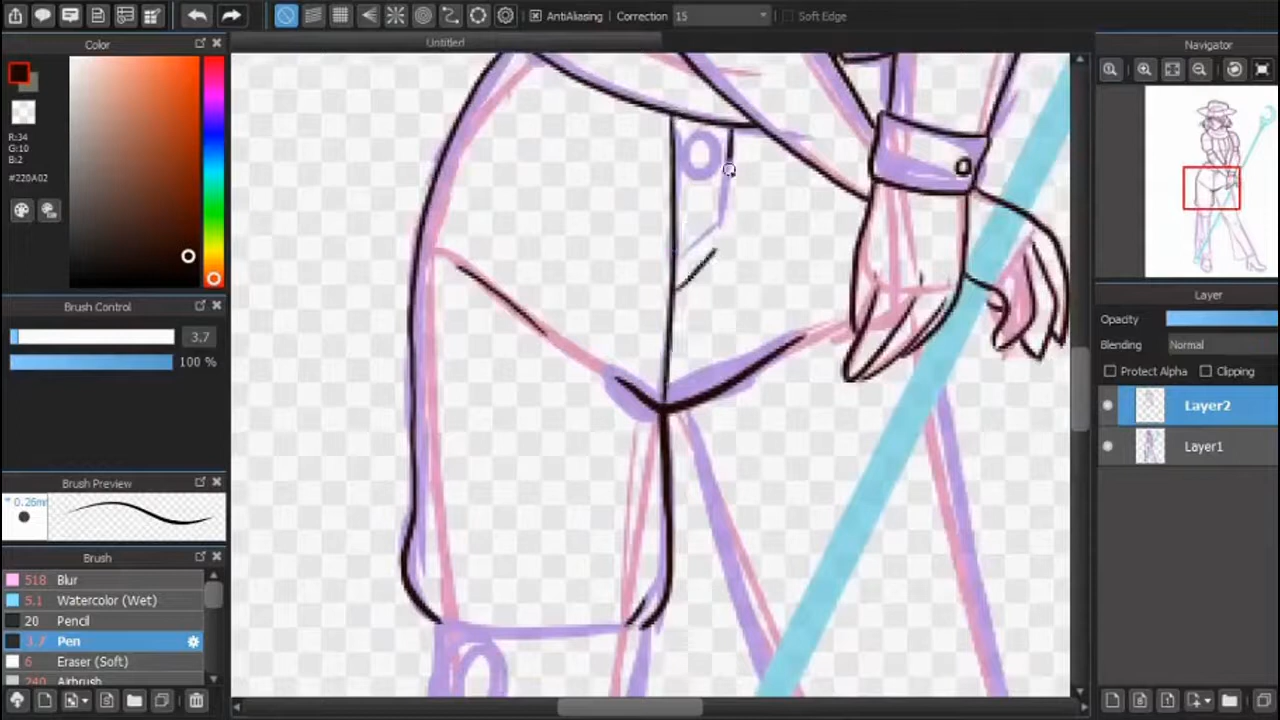 AntiAliasing Correction 15 Soft Edge
Color
Untitled
Navigator
R:34
G:10
B:2
#220A02
Brush Control
3.7
100 %
Layer
Opacity
Blending Normal
Protect Alpha Clipping
Layer2
Layer1
Brush Preview
* 0.26mm
Brush
518 Blur
5.1 Watercolor (Wet)
20 Pencil
3.7 Pen
6 Eraser (Soft)
240 Airbrush